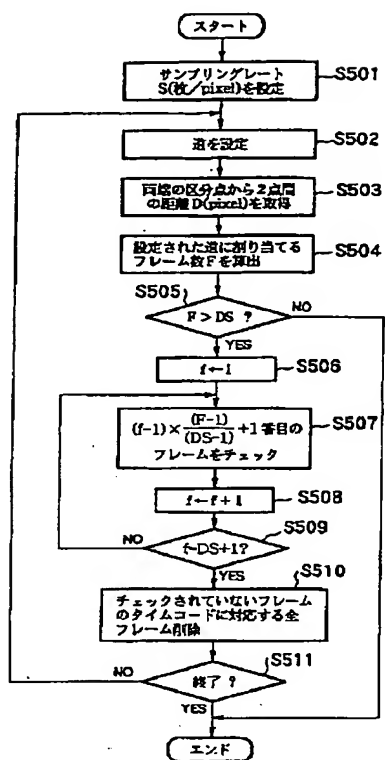 スタート
サンプリングレート
S(枚／pixel)を設定
S501
道を設定
S502
両端の区分点から2点間
の距離D(pixel)を取得
S503
設定された道に割り当てる
フレーム数Fを算出
S504
S505
F > DS ?
NO
YES
f←1
S506
(f-1)×(F-1)/(DS-1)+1番目の
フレームをチェック
S507
f←f+1
S508
S509
f=DS+1?
NO
YES
S510
チェックされていないフレーム
のタイムコードに対応する全
フレーム削除
S511
終了?
NO
YES
エンド